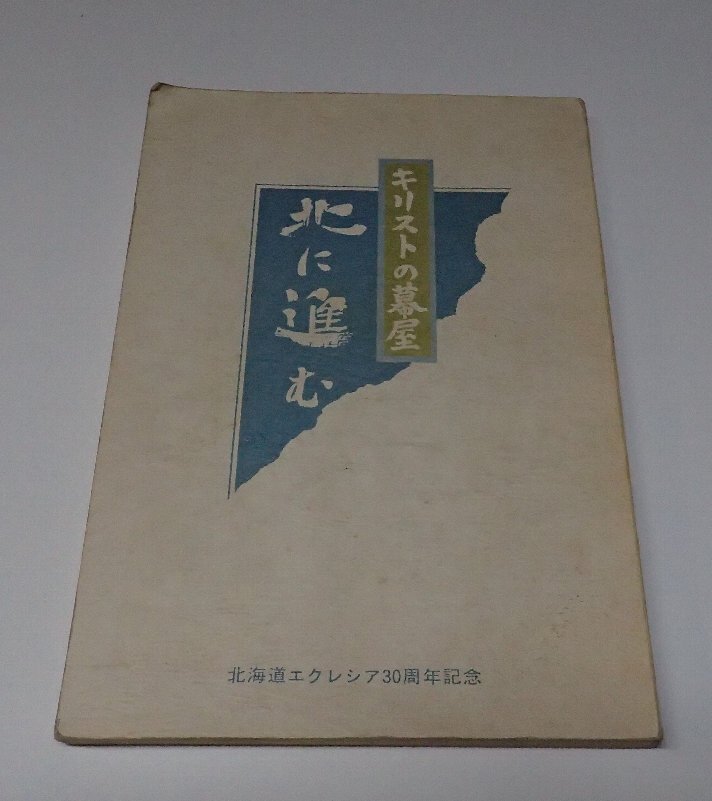 キリストの幕屋
北に進む
北海道エクレシア30周年記念